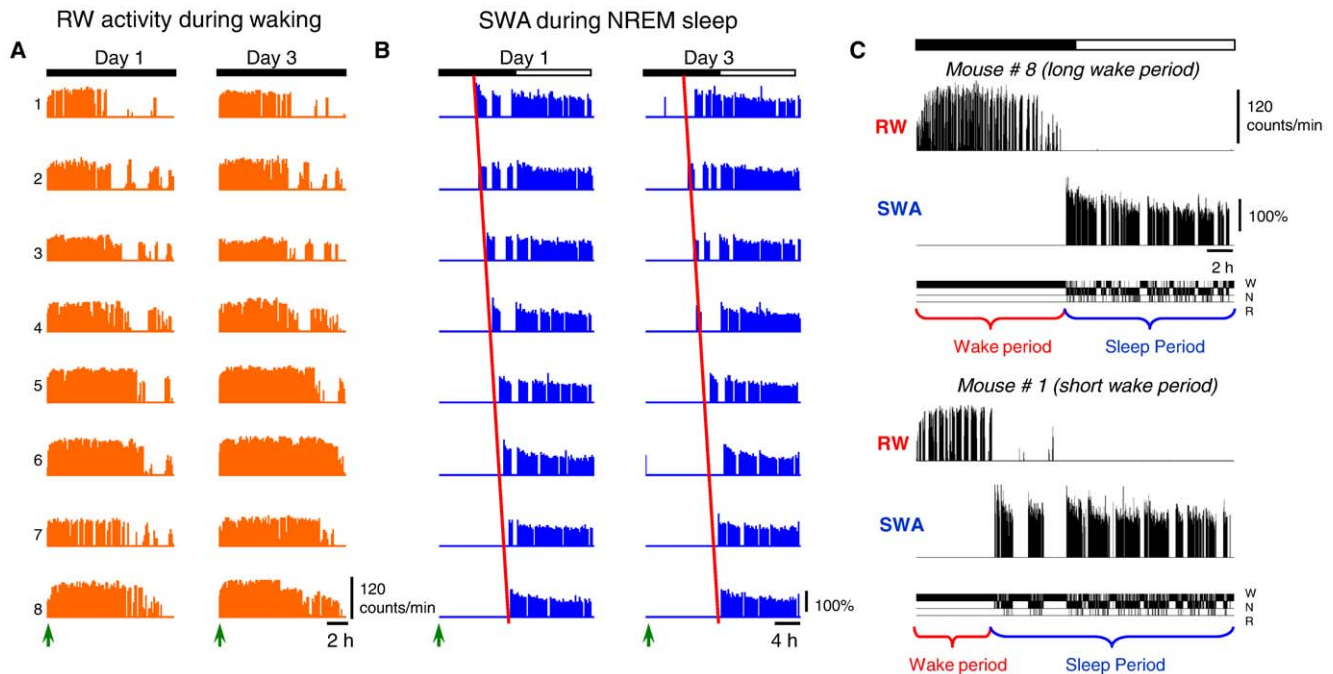 RW activity during waking
SWA during NREM sleep
A
Day 1
Day 3
1
2
3
4
5
6
7
8
120
counts/min
2 h
B
Day 1
Day 3
100%
4 h
C
Mouse # 8 (long wake period)
RW
120
counts/min
SWA
100%
2 h
W
N
R
Wake period
Sleep Period
Mouse # 1 (short wake period)
RW
SWA
W
N
R
Wake period
Sleep Period